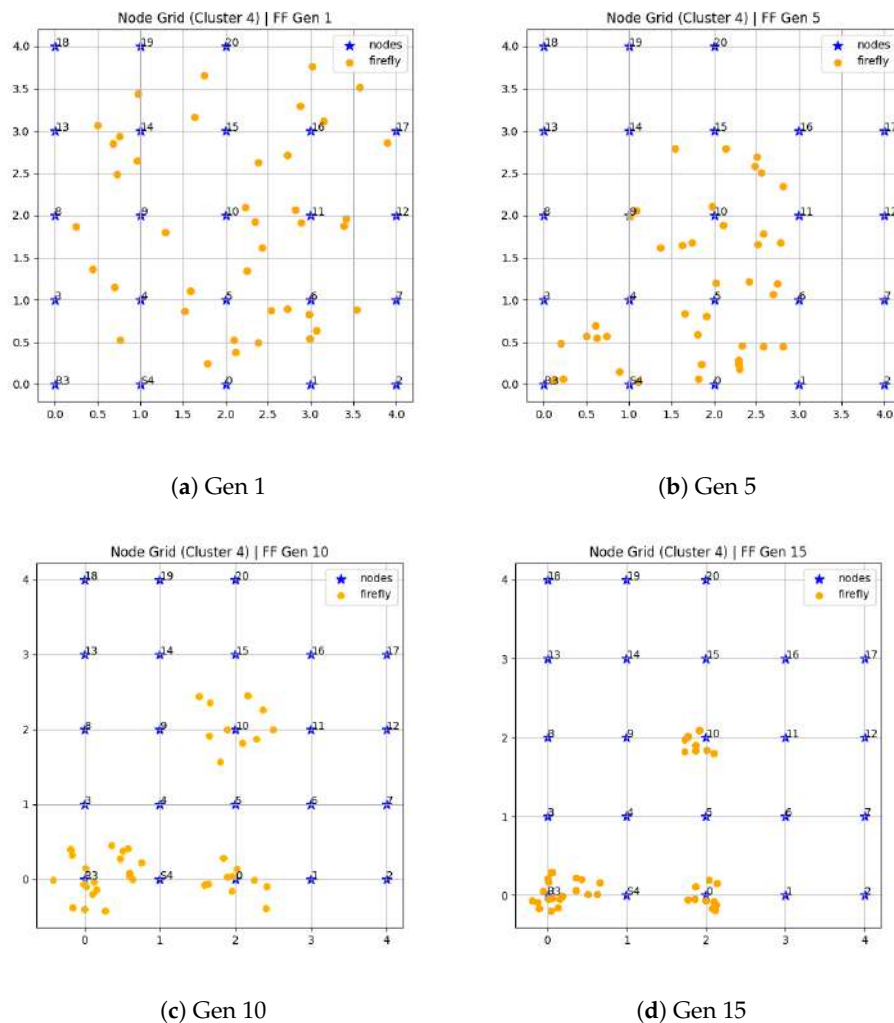 Node Grid (Cluster 4) | FF Gen 1
nodes
firefly
4.0 18 19 20
3.5
3.0 13 14 15 16 17
2.5
2.0 8 9 10 11 12
1.5
1.0 3 4 5 6 7
0.5
0.0 S4 0 1 2
0.0 0.5 1.0 1.5 2.0 2.5 3.0 3.5 4.0
(a) Gen 1
Node Grid (Cluster 4) | FF Gen 5
nodes
firefly
4.0 18 19 20
3.5
3.0 13 14 15 16 17
2.5
2.0 8 9 10 11 12
1.5
1.0 3 4 5 6 7
0.5
0.0 S4 0 1 2
0.0 0.5 1.0 1.5 2.0 2.5 3.0 3.5 4.0
(b) Gen 5
Node Grid (Cluster 4) | FF Gen 10
nodes
firefly
4 18 19 20
3 13 14 15 16 17
2 8 9 10 11 12
1 3 4 5 6 7
0 S4 0 1 2
0 1 2 3 4
(c) Gen 10
Node Grid (Cluster 4) | FF Gen 15
nodes
firefly
4 18 19 20
3 13 14 15 16 17
2 8 9 10 11 12
1 3 4 5 6 7
0 S4 0 1 2
0 1 2 3 4
(d) Gen 15